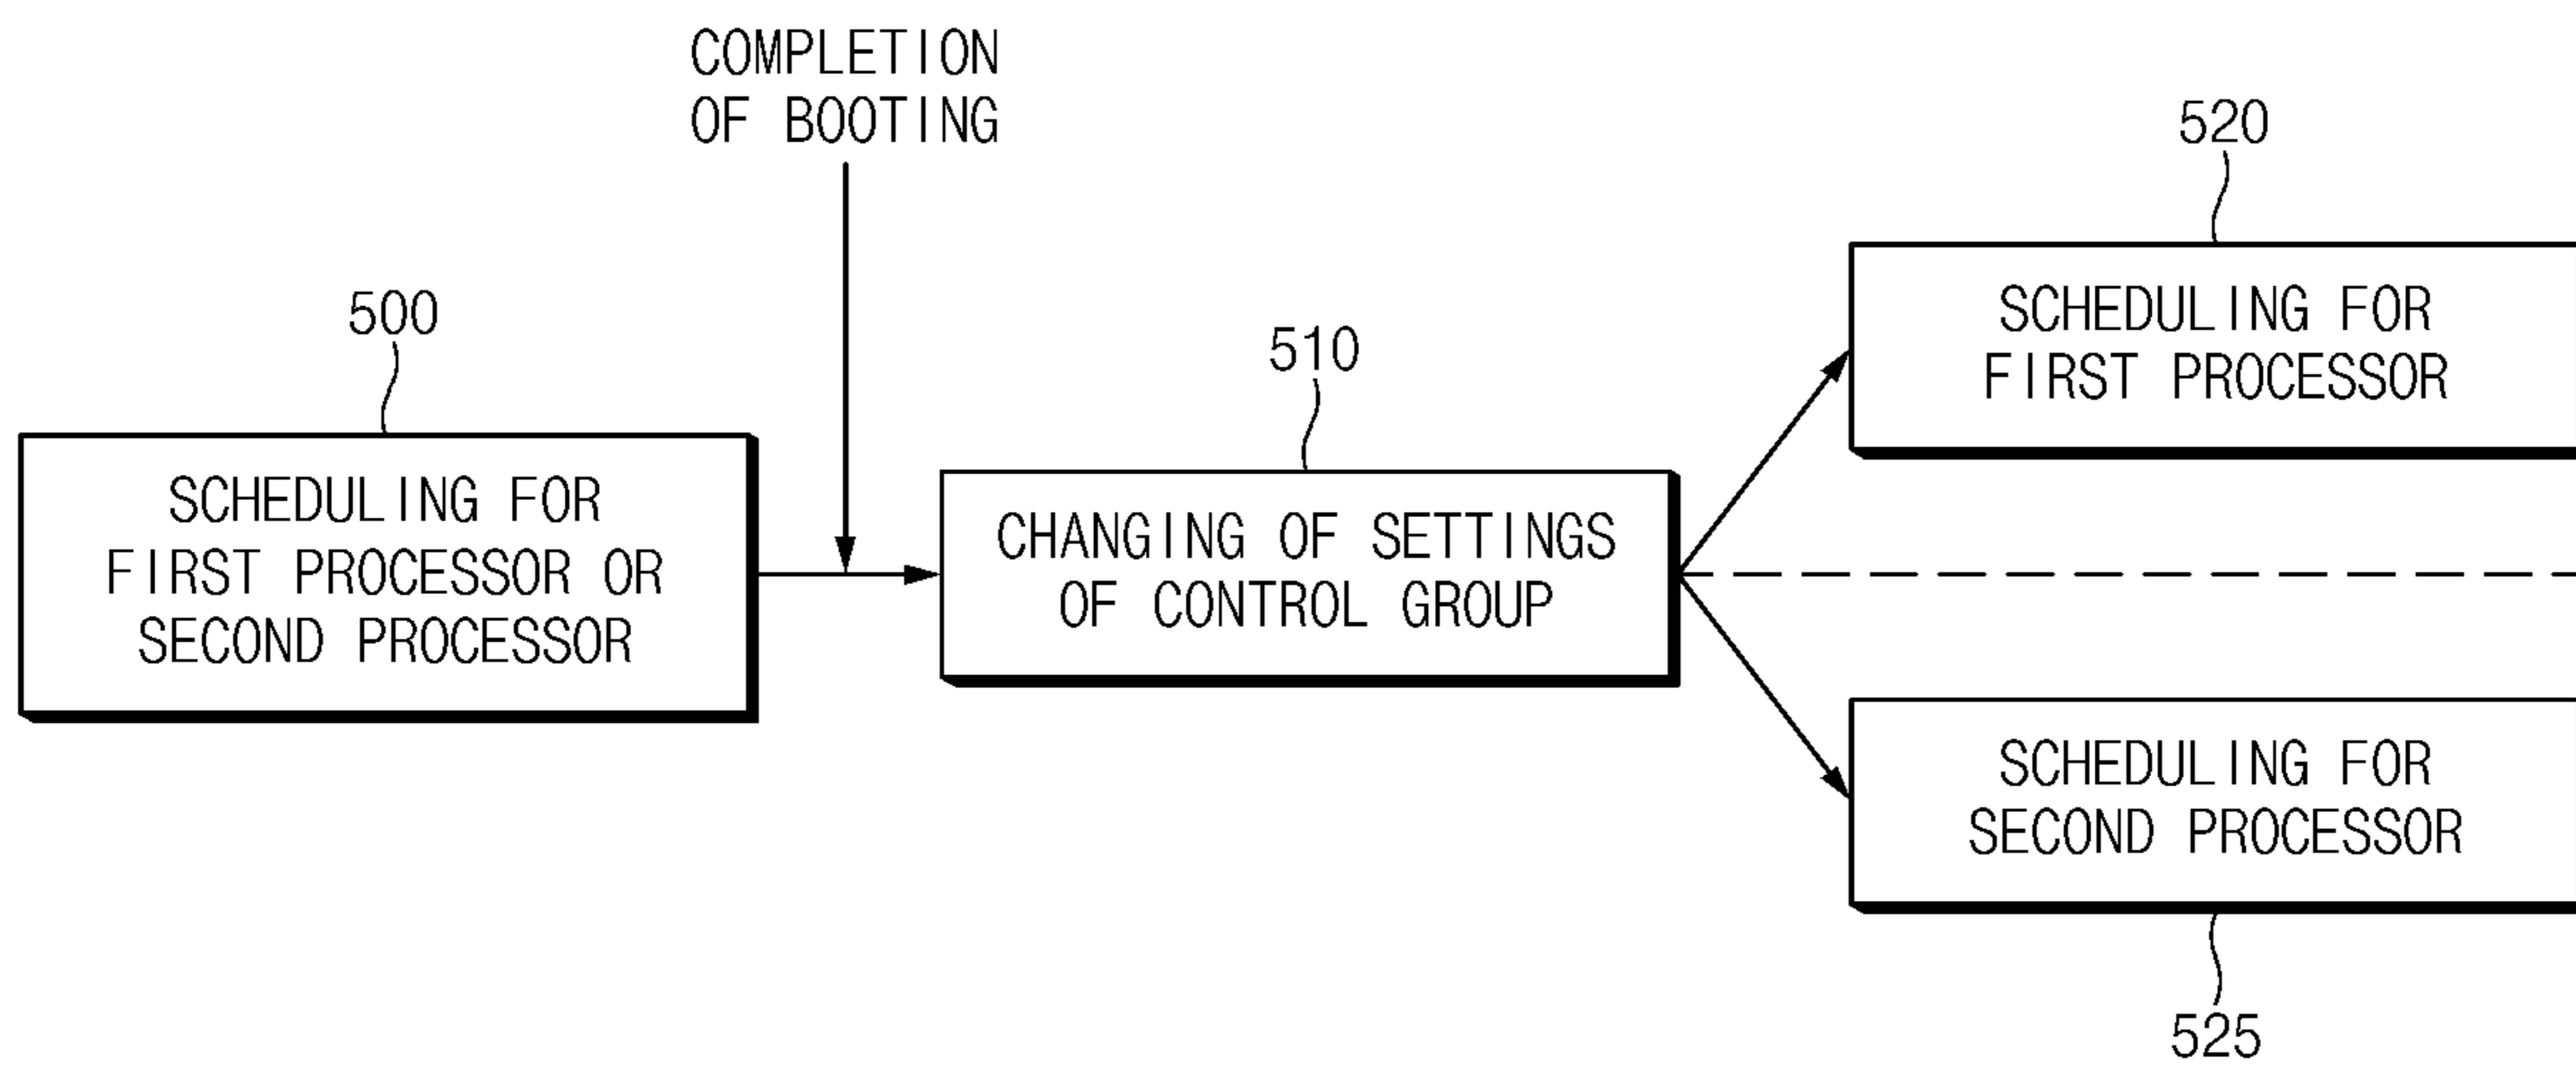 COMPLETION
OF BOOTING
500
SCHEDULING FOR
FIRST PROCESSOR OR
SECOND PROCESSOR
510
CHANGING OF SETTINGS
OF CONTROL GROUP
520
SCHEDULING FOR
FIRST PROCESSOR
SCHEDULING FOR
SECOND PROCESSOR
525